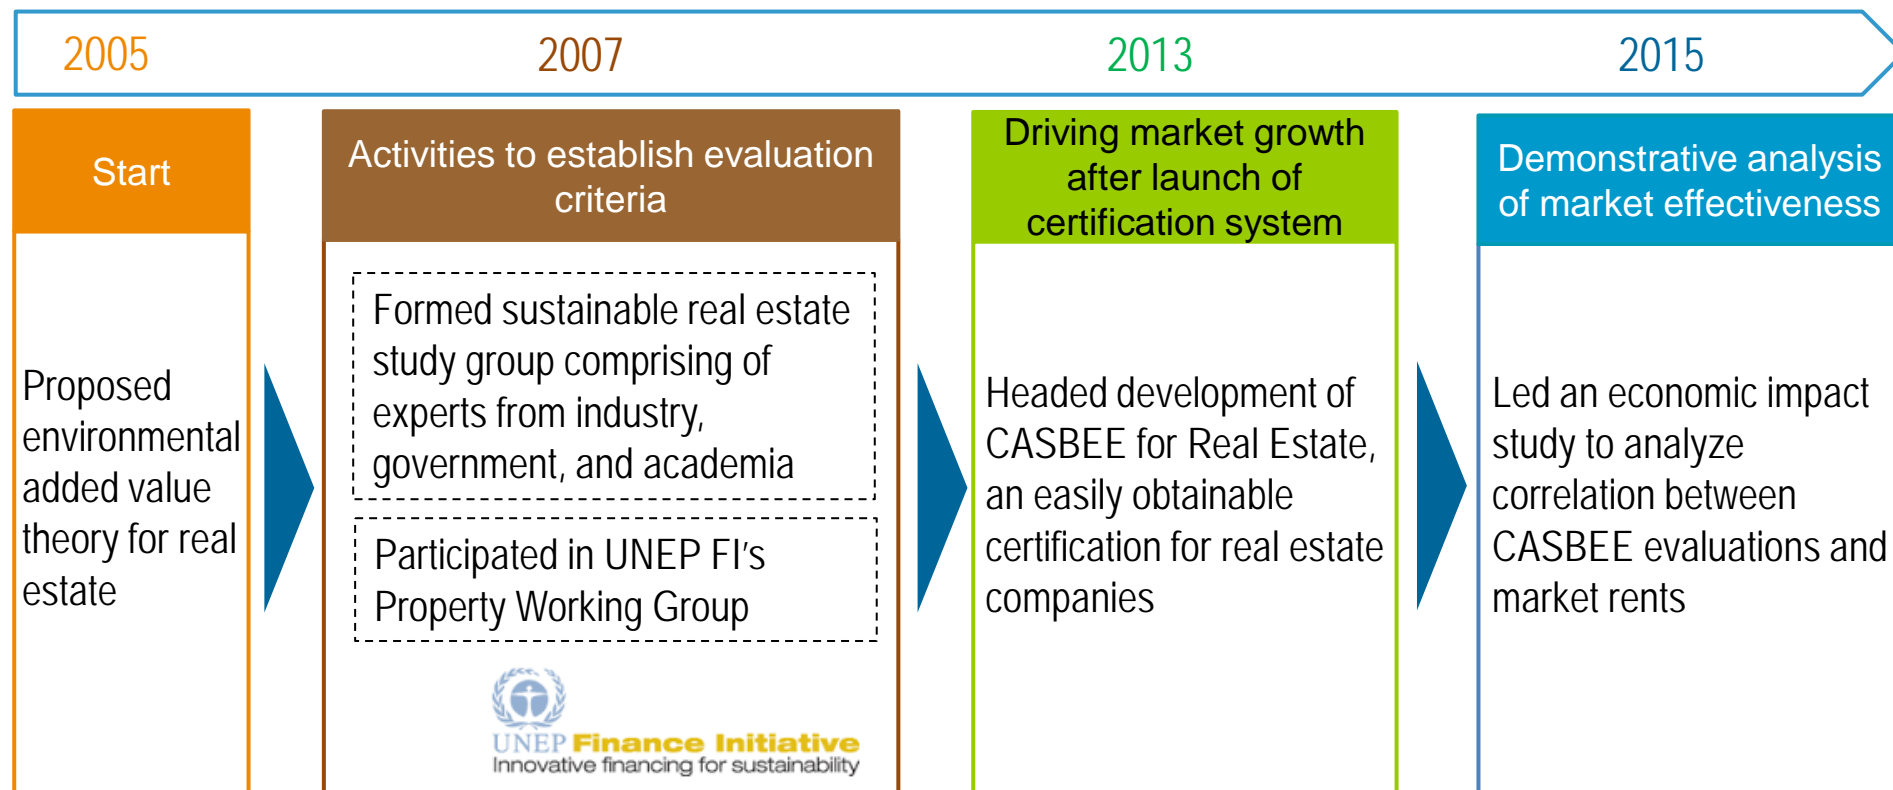 2005
2007
2013
2015
Start
Proposed
environmental
added value
theory for real
estate
Activities to establish evaluation
criteria
Formed sustainable real estate
study group comprising of
experts from industry,
government, and academia
Participated in UNEP FI's
Property Working Group
UNEP Finance Initiative
Innovative financing for sustainability
Driving market growth
after launch of
certification system
Headed development of
CASBEE for Real Estate,
an easily obtainable
certification for real estate
companies
Demonstrative analysis
of market effectiveness
Led an economic impact
study to analyze
correlation between
CASBEE evaluations and
market rents